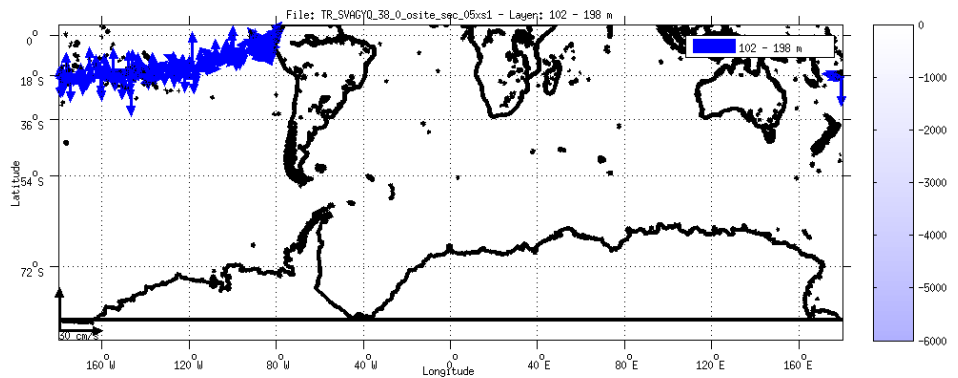 File: TR_SVAGYQ_38_0_osite_sec_05xs1 - Layer: 102 - 198 m
102 - 198 m
0°
18°S
36°S
54°S
72°S
Latitude
30 cm/s
160°W
120°W
80°W
40°W
0°
40°E
80°E
120°E
160°E
Longitude
0
-1000
-2000
-3000
-4000
-5000
-6000